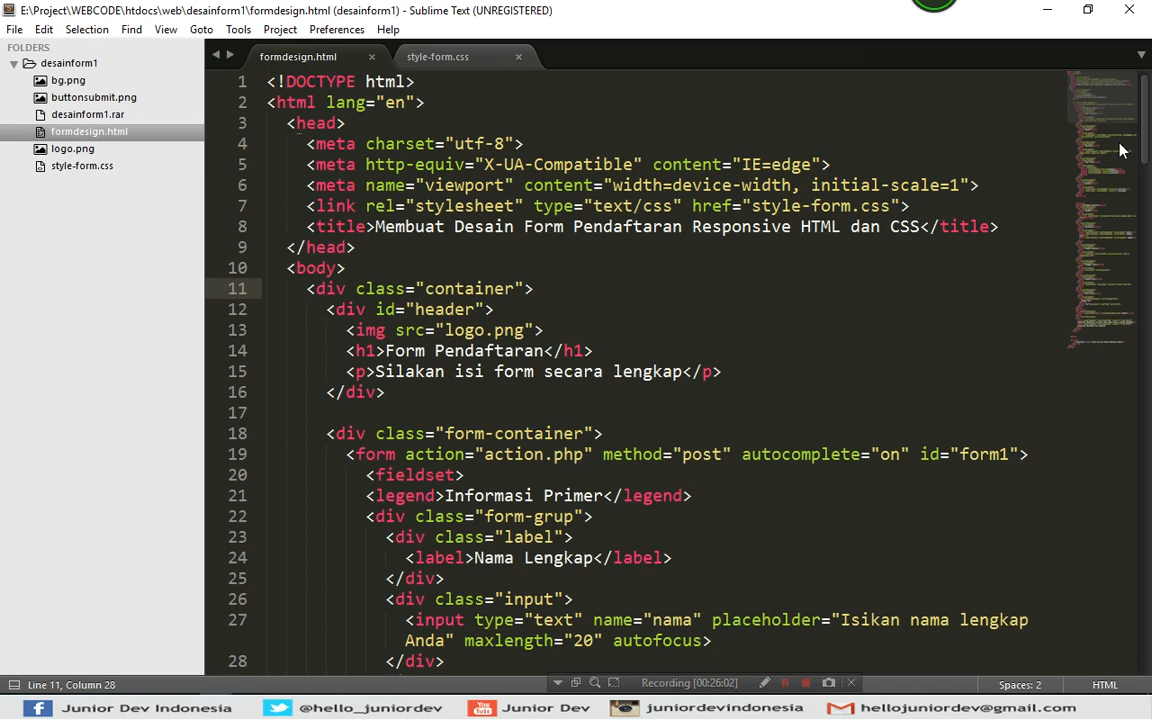 E:\Project\WEBCODE\htdocs\web\desainform1\formdesign.html (desainform1) - Sublime Text (UNREGISTERED)
File Edit Selection Find View Goto Tools Project Preferences Help
FOLDERS
desainform1
bg.png
buttonsubmit.png
desainform1.rar
formdesign.html
logo.png
style-form.css
formdesign.html style-form.css
1 <!DOCTYPE html>
2 <html lang="en">
3 <head>
4 <meta charset="utf-8">
5 <meta http-equiv="X-UA-Compatible" content="IE=edge">
6 <meta name="viewport" content="width=device-width, initial-scale=1">
7 <link rel="stylesheet" type="text/css" href="style-form.css">
8 <title>Membuat Desain Form Pendaftaran Responsive HTML dan CSS</title>
9 </head>
10 <body>
11 <div class="container">
12 <div id="header">
13 <img src="logo.png">
14 <h1>Form Pendaftaran</h1>
15 <p>Silakan isi form secara lengkap</p>
16 </div>
17
18 <div class="form-container">
19 <form action="action.php" method="post" autocomplete="on" id="form1">
20 <fieldset>
21 <legend>Informasi Primer</legend>
22 <div class="form-grup">
23 <div class="label">
24 <label>Nama Lengkap</label>
25 </div>
26 <div class="input">
27 <input type="text" name="nama" placeholder="Isikan nama lengkap
Anda" maxlength="20" autofocus>
28 </div>
Line 11, Column 28 Recording [00:26:02] Spaces: 2 HTML
Junior Dev Indonesia @hello_juniordev You Tube Junior Dev juniordevindonesia hellojuniordev@gmail.com